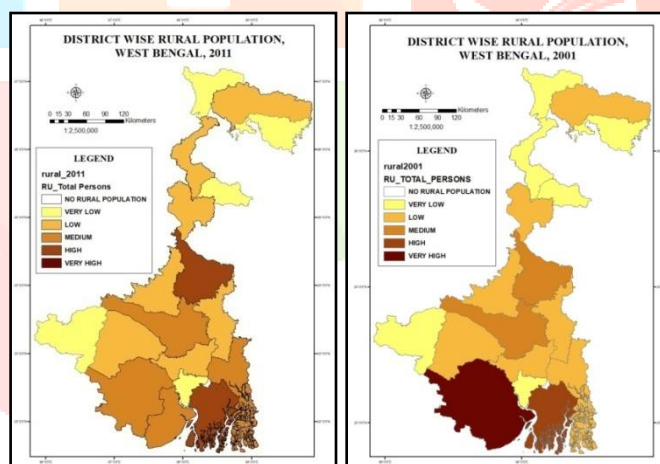 DISTRICT WISE RURAL POPULATION,
WEST BENGAL, 2011
Kilometers
0 15 30 60 90 120
1:2,500,000
LEGEND
rural_2011
RU_Total Persons
NO RURAL POPULATION
VERY LOW
LOW
MEDIUM
HIGH
VERY HIGH
DISTRICT WISE RURAL POPULATION,
WEST BENGAL, 2001
Kilometers
0 15 30 60 90 120
1:2,500,000
LEGEND
rural2001
RU_TOTAL_PERSONS
NO RURAL POPULATION
VERY LOW
LOW
MEDIUM
HIGH
VERY HIGH